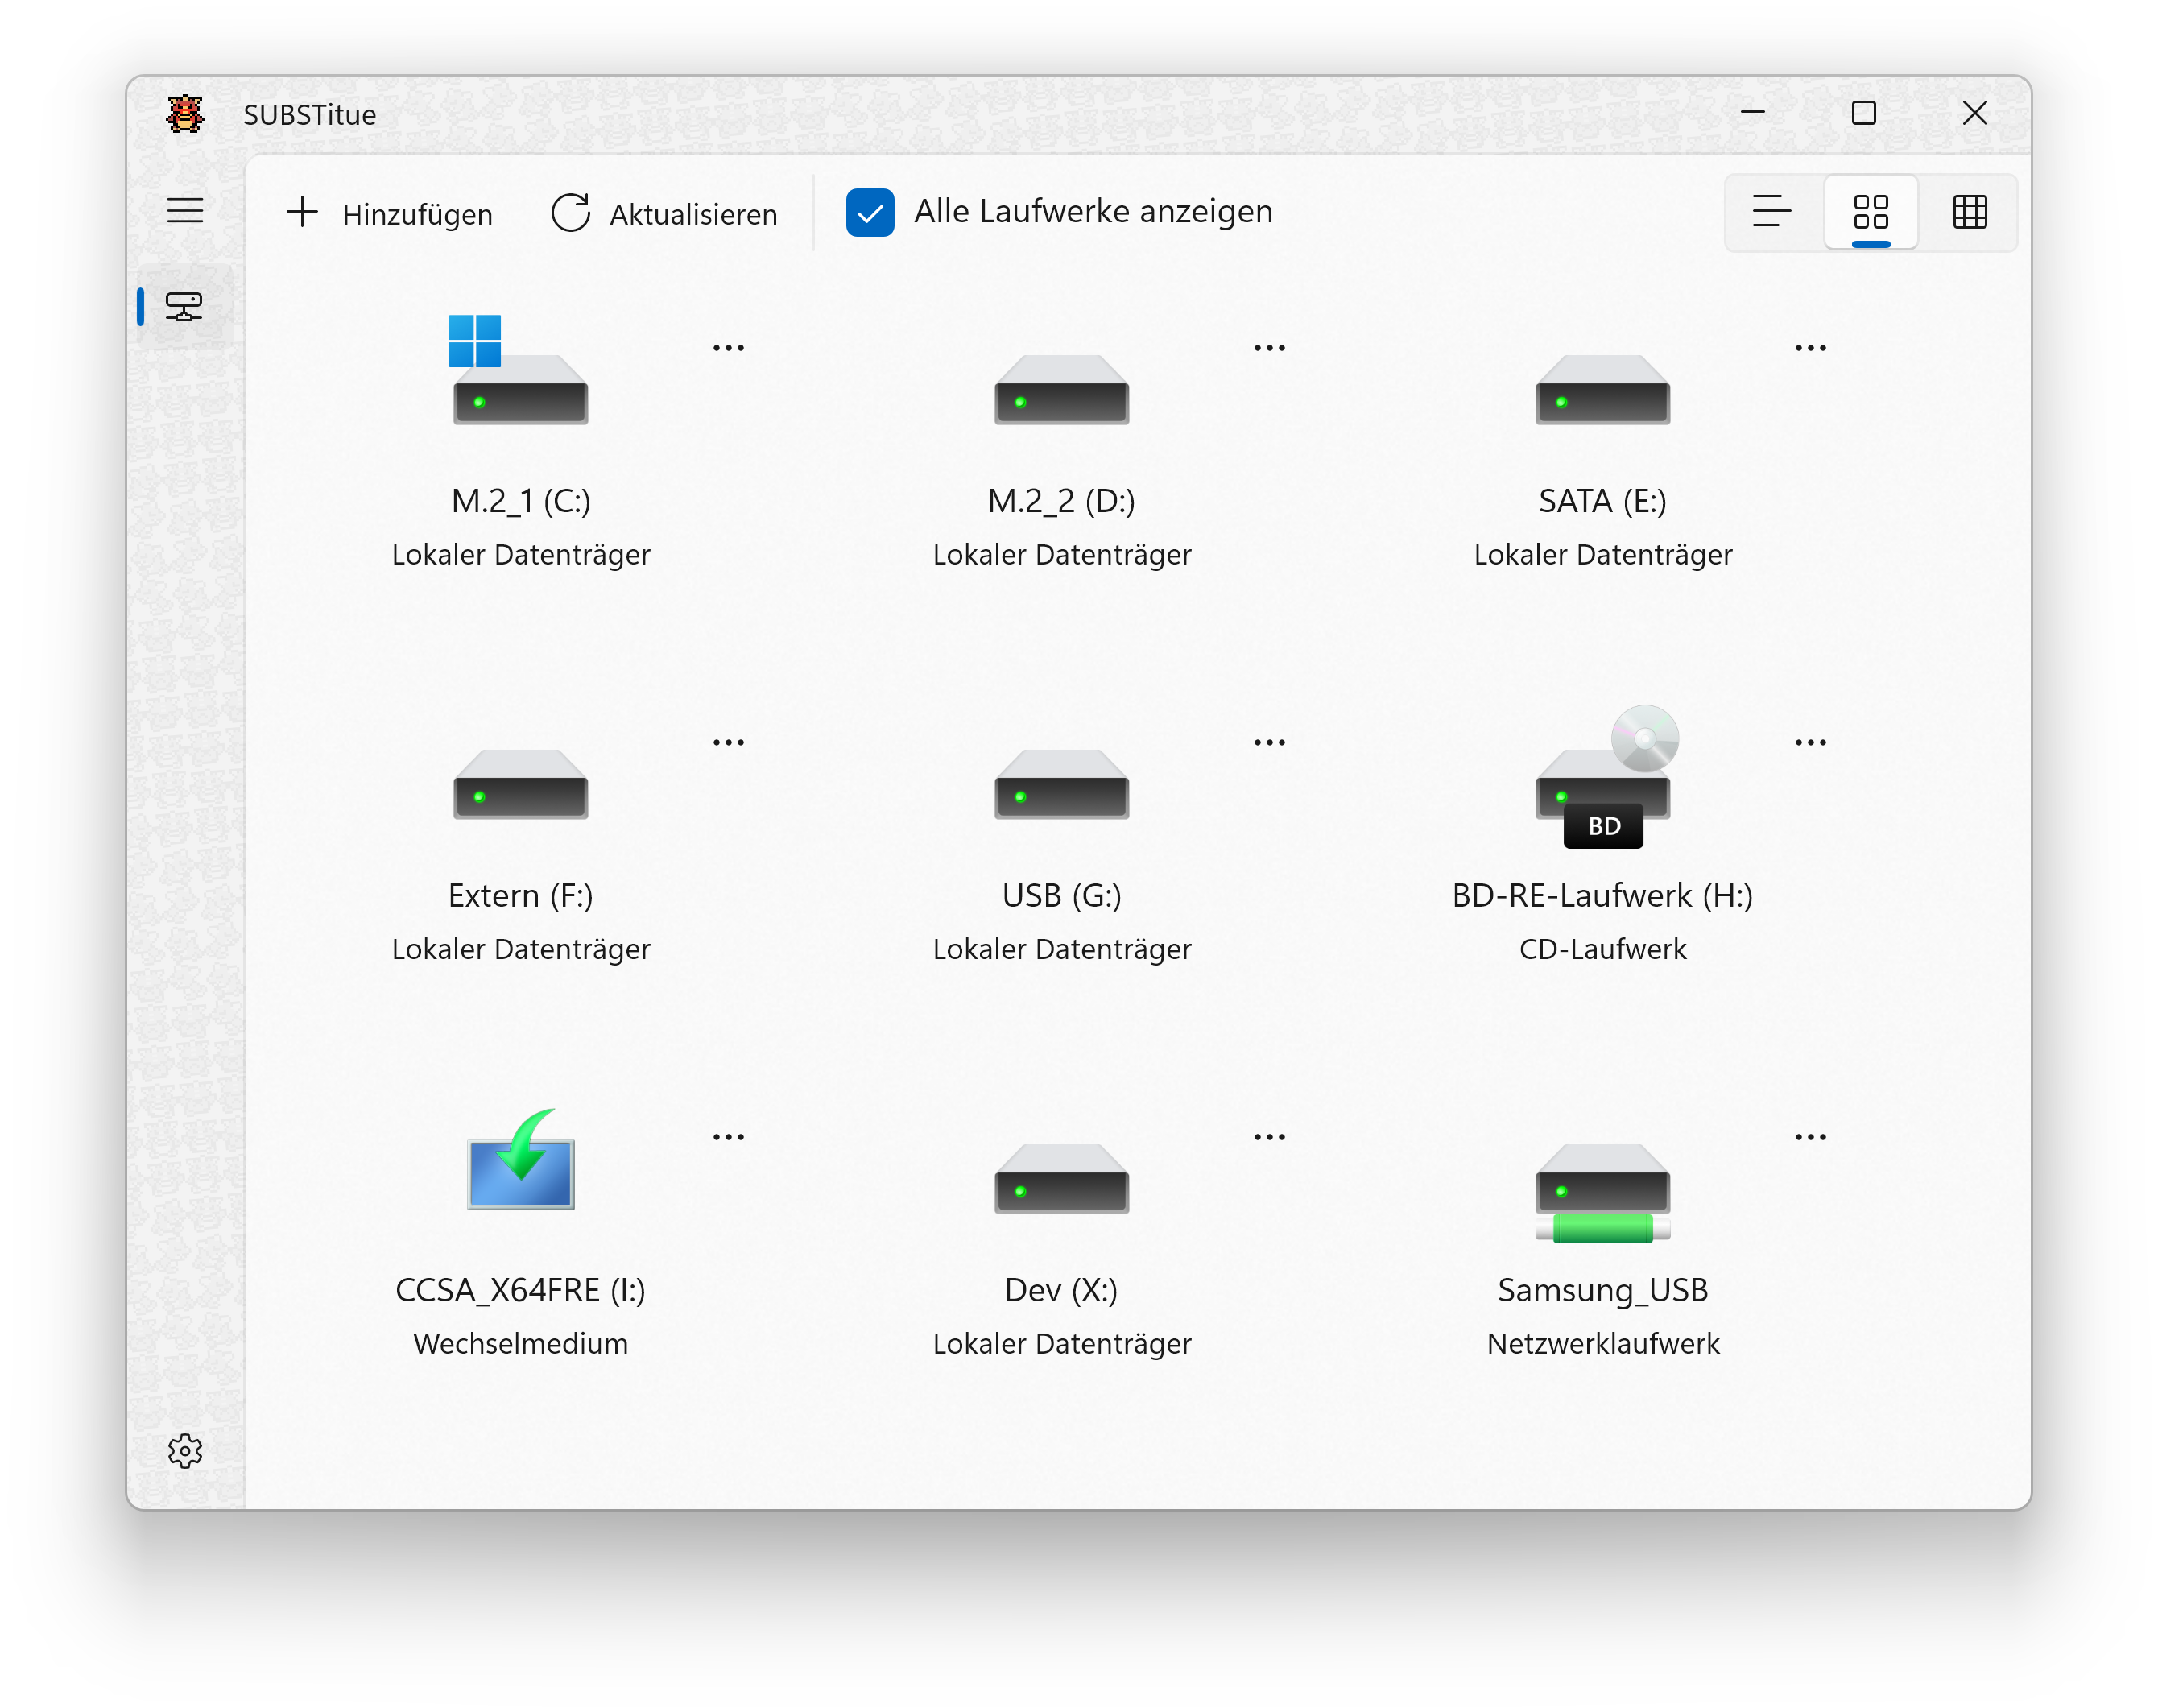 SUBSTitue
Hinzufügen
Aktualisieren
Alle Laufwerke anzeigen
M.2_1 (C:)
Lokaler Datenträger
M.2_2 (D:)
Lokaler Datenträger
SATA (E:)
Lokaler Datenträger
Extern (F:)
Lokaler Datenträger
USB (G:)
Lokaler Datenträger
BD
BD-RE-Laufwerk (H:)
CD-Laufwerk
CCSA_X64FRE (I:)
Wechselmedium
Dev (X:)
Lokaler Datenträger
Samsung_USB
Netzwerklaufwerk